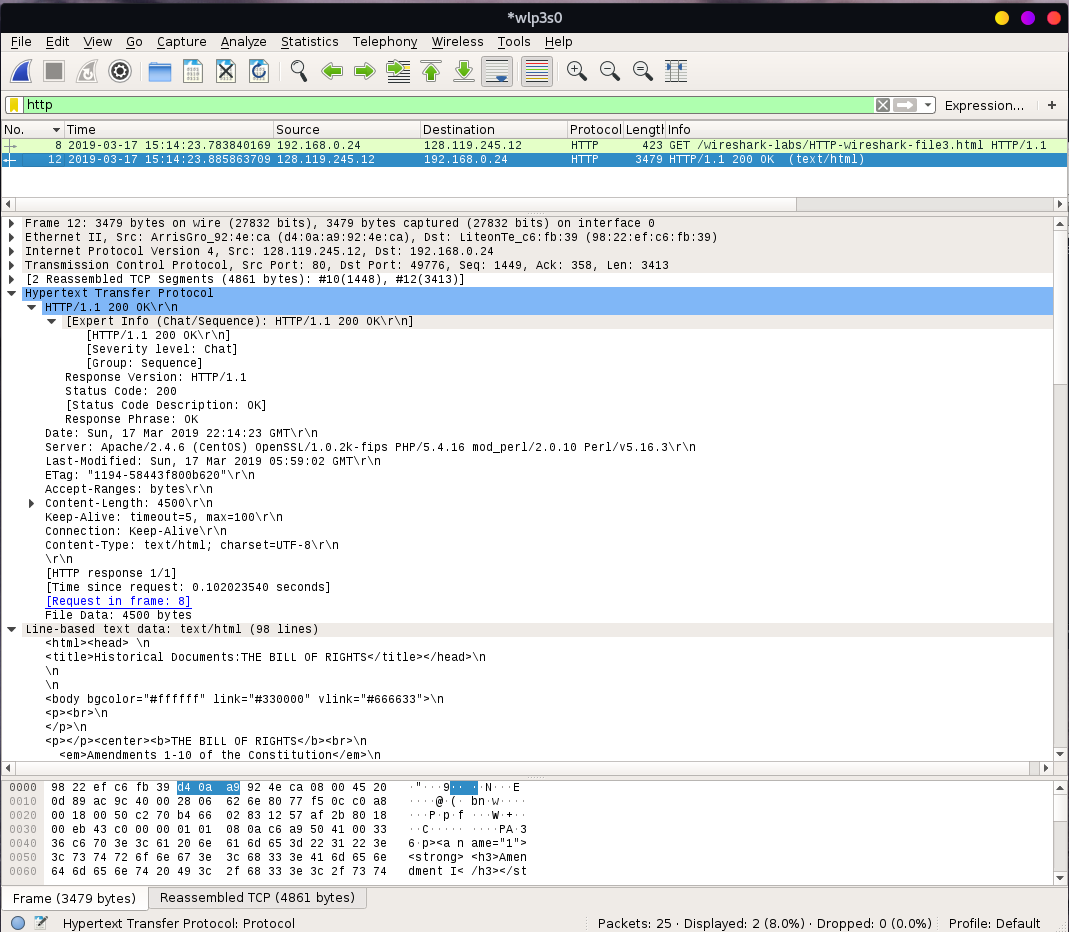 *wlp3s0
File Edit View Go Capture Analyze Statistics Telephony Wireless Tools Help
http Expression... +
No. Time Source Destination Protocol Length Info
8 2019-03-17 15:14:23.783840169 192.168.0.24 128.119.245.12 HTTP 423 GET /wireshark-labs/HTTP-wireshark-file3.html HTTP/1.1
12 2019-03-17 15:14:23.885863709 128.119.245.12 192.168.0.24 HTTP 3479 HTTP/1.1 200 OK (text/html)
Frame 12: 3479 bytes on wire (27832 bits), 3479 bytes captured (27832 bits) on interface 0
Ethernet II, Src: ArrisGro_92:4e:ca (d4:0a:a9:92:4e:ca), Dst: LiteonTe_c6:fb:39 (98:22:ef:c6:fb:39)
Internet Protocol Version 4, Src: 128.119.245.12, Dst: 192.168.0.24
Transmission Control Protocol, Src Port: 80, Dst Port: 49776, Seq: 1449, Ack: 358, Len: 3413
[2 Reassembled TCP Segments (4861 bytes): #10(1448), #12(3413)]
Hypertext Transfer Protocol
HTTP/1.1 200 OK\r\n
[Expert Info (Chat/Sequence): HTTP/1.1 200 OK\r\n]
[HTTP/1.1 200 OK\r\n]
[Severity level: Chat]
[Group: Sequence]
Response Version: HTTP/1.1
Status Code: 200
[Status Code Description: OK]
Response Phrase: OK
Date: Sun, 17 Mar 2019 22:14:23 GMT\r\n
Server: Apache/2.4.6 (CentOS) OpenSSL/1.0.2k-fips PHP/5.4.16 mod_perl/2.0.10 Perl/v5.16.3\r\n
Last-Modified: Sun, 17 Mar 2019 05:59:02 GMT\r\n
ETag: "1194-58443f800b620"\r\n
Accept-Ranges: bytes\r\n
Content-Length: 4500\r\n
Keep-Alive: timeout=5, max=100\r\n
Connection: Keep-Alive\r\n
Content-Type: text/html; charset=UTF-8\r\n
\r\n
[HTTP response 1/1]
[Time since request: 0.102023540 seconds]
[Request in frame: 8]
File Data: 4500 bytes
Line-based text data: text/html (98 lines)
<html><head> \n
<title>Historical Documents:THE BILL OF RIGHTS</title></head>\n
\n
\n
<body bgcolor="#ffffff" link="#330000" vlink="#666633">\n
<p><br>\n
</p>\n
<p></p><center><b>THE BILL OF RIGHTS</b><br>\n
<em>Amendments 1-10 of the Constitution</em>\n
0000 98 22 ef c6 fb 39 d4 0a a9 92 4e ca 08 00 45 20 ·"···9·· ·N···E
0010 0d 89 ac 9c 40 00 28 06 62 6e 80 77 f5 0c c0 a8 ····@·(· bn·w····
0020 00 18 00 50 c2 70 b4 66 02 83 12 57 af 2b 80 18 ···P·p·f ···W·+··
0030 00 eb 43 c0 00 00 01 01 08 0a c6 a9 50 41 00 33 ··C····· ····PA·3
0040 36 c6 70 3e 3c 61 20 6e 61 6d 65 3d 22 31 22 3e 6·p><a n ame="1">
0050 3c 73 74 72 6f 6e 67 3e 3c 68 33 3e 41 6d 65 6e <strong> <h3>Amen
0060 64 6d 65 6e 74 20 49 3c 2f 68 33 3e 3c 2f 73 74 dment I< /h3></st
Frame (3479 bytes) Reassembled TCP (4861 bytes)
Hypertext Transfer Protocol: Protocol Packets: 25 · Displayed: 2 (8.0%) · Dropped: 0 (0.0%) Profile: Default